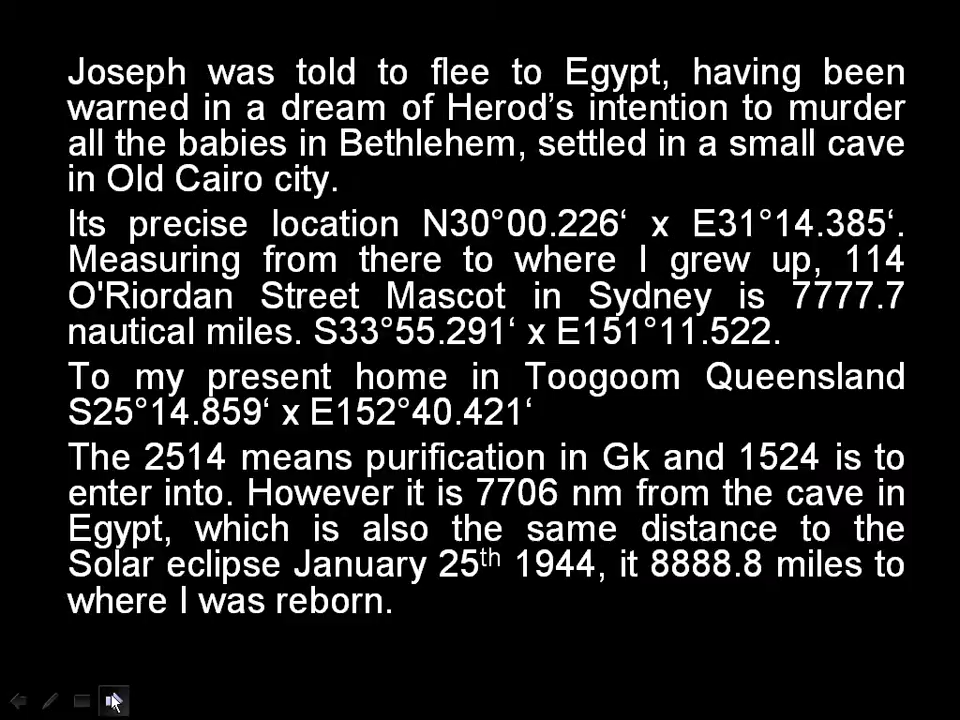 Joseph was told to flee to Egypt, having been
warned in a dream of Herod’s intention to murder
all the babies in Bethlehem, settled in a small cave
in Old Cairo city.
Its precise location N30°00.226‘ x E31°14.385‘.
Measuring from there to where I grew up, 114
O'Riordan Street Mascot in Sydney is 7777.7
nautical miles. S33°55.291‘ x E151°11.522.
To my present home in Toogoom Queensland
S25°14.859‘ x E152°40.421‘
The 2514 means purification in Gk and 1524 is to
enter into. However it is 7706 nm from the cave in
Egypt, which is also the same distance to the
Solar eclipse January 25th 1944, it 8888.8 miles to
where I was reborn.